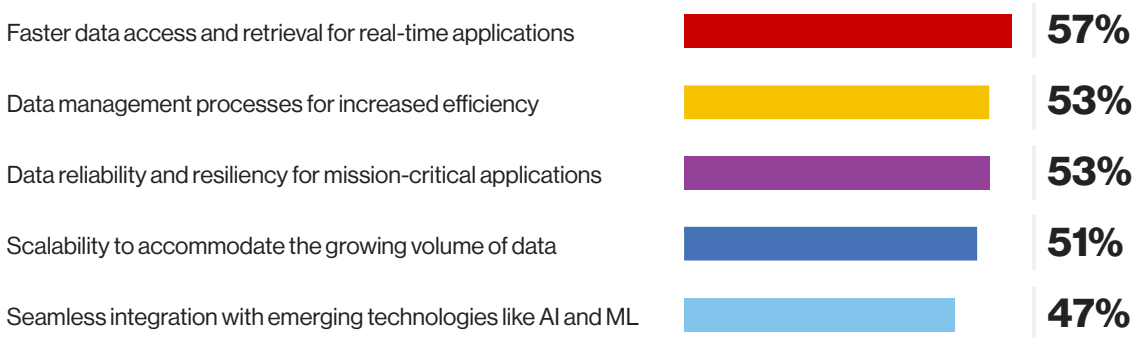 Faster data access and retrieval for real-time applications 57%
Data management processes for increased efficiency 53%
Data reliability and resiliency for mission-critical applications 53%
Scalability to accommodate the growing volume of data 51%
Seamless integration with emerging technologies like AI and ML 47%